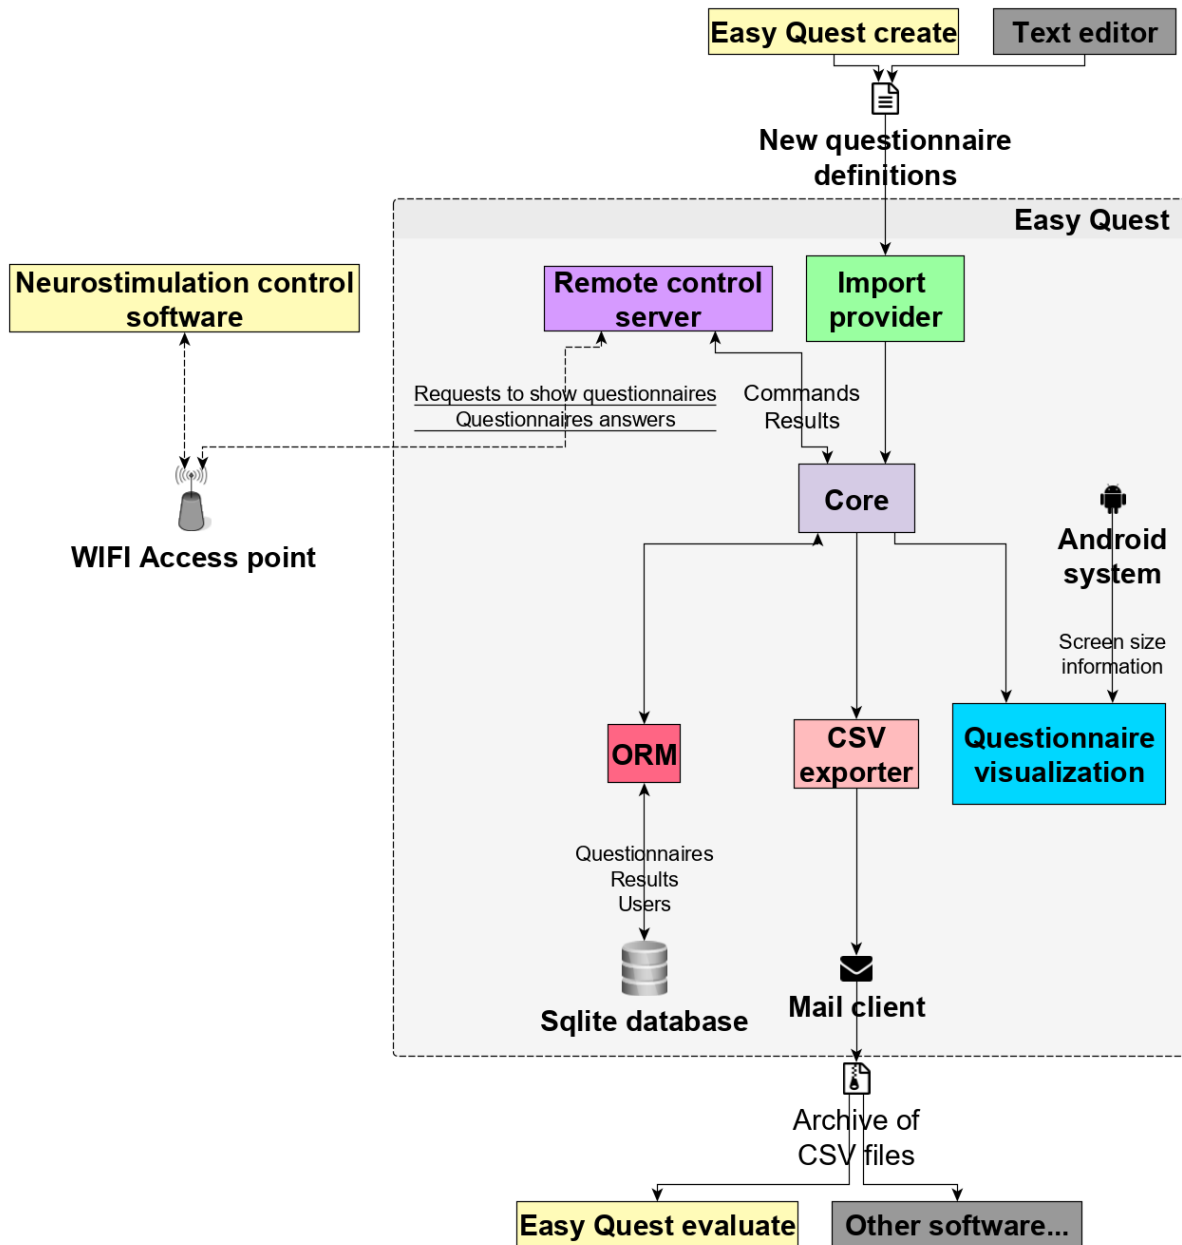 Easy Quest create
Text editor
New questionnaire
definitions
Easy Quest
Neurostimulation control
software
Remote control
server
Import
provider
Requests to show questionnaires
Questionnaires answers
Commands
Results
Core
WIFI Access point
Android
system
Screen size
information
ORM
CSV
exporter
Questionnaire
visualization
Questionnaires
Results
Users
Sqlite database
Mail client
Archive of
CSV files
Easy Quest evaluate
Other software...